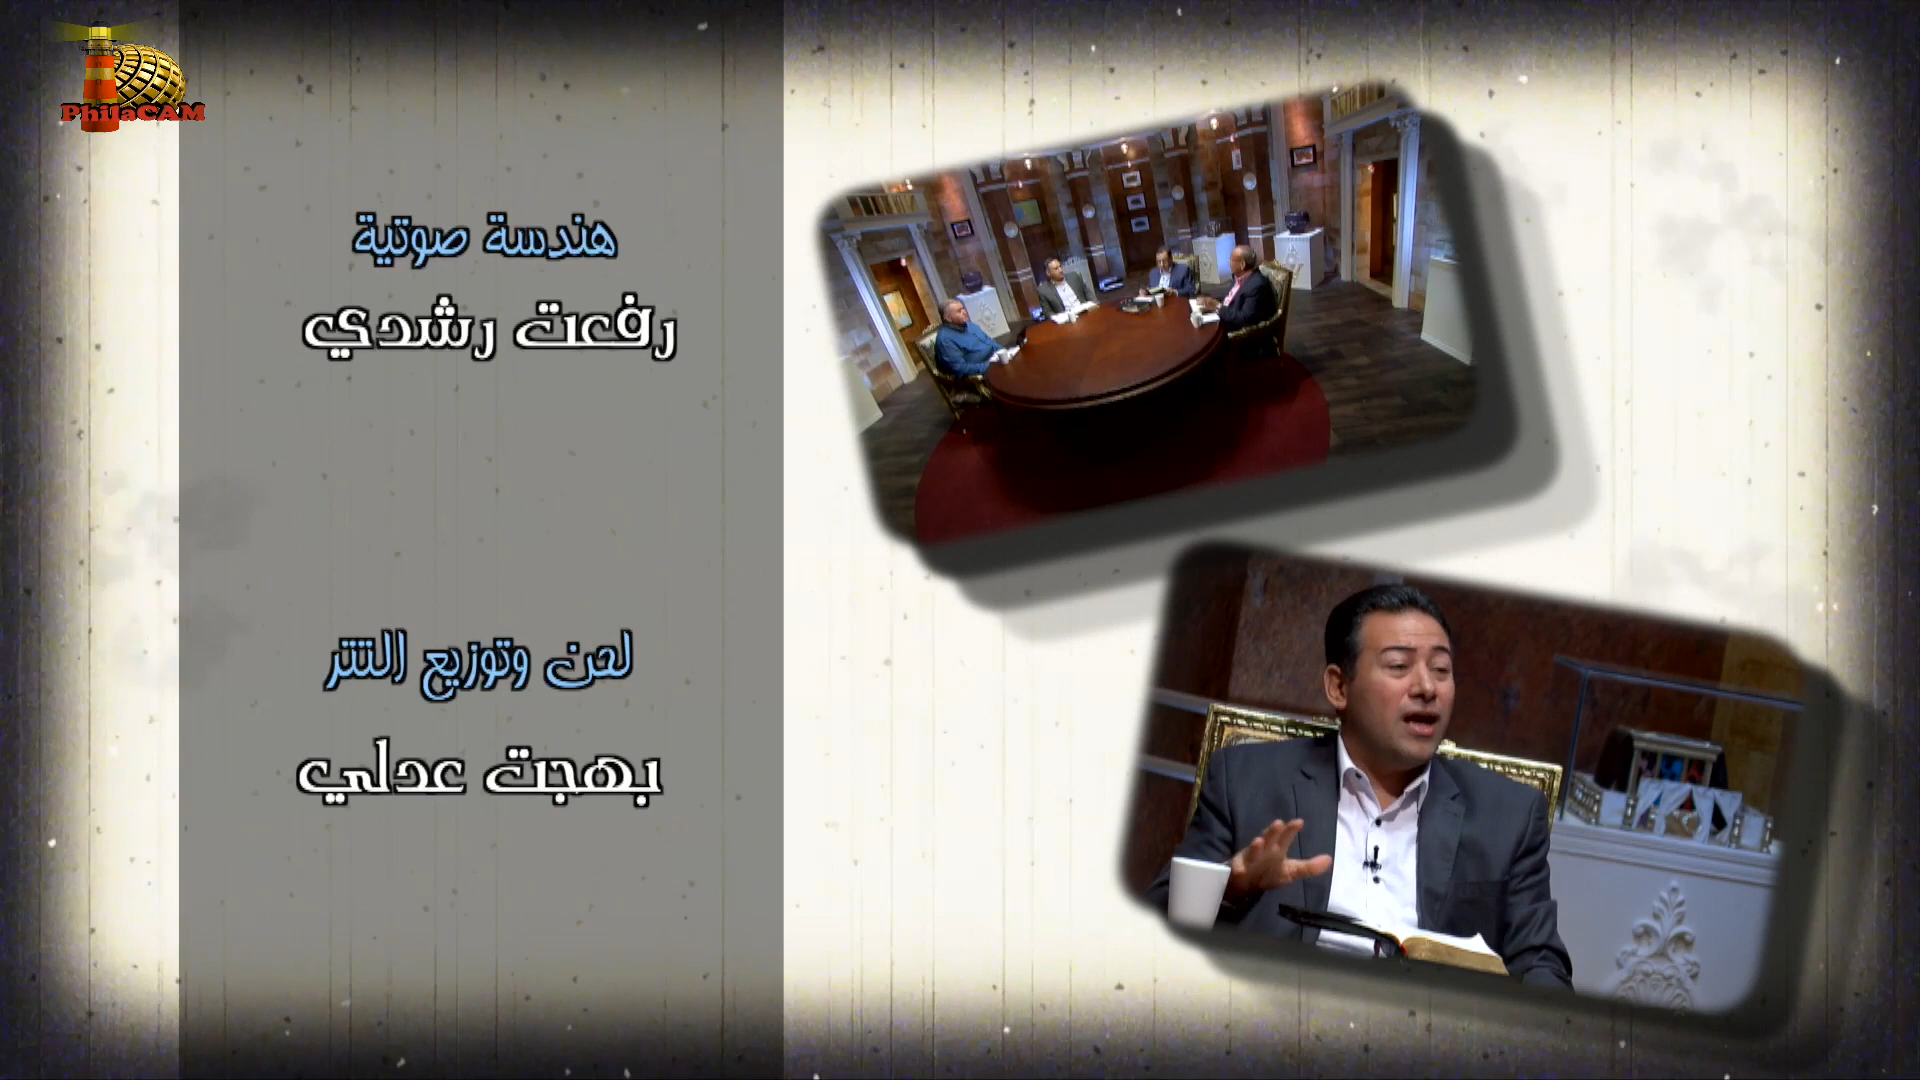 PhilaCAM
هندسة صوتية
رفعت رشدي
لحن وتوزيع التتر
بهجت عدلي